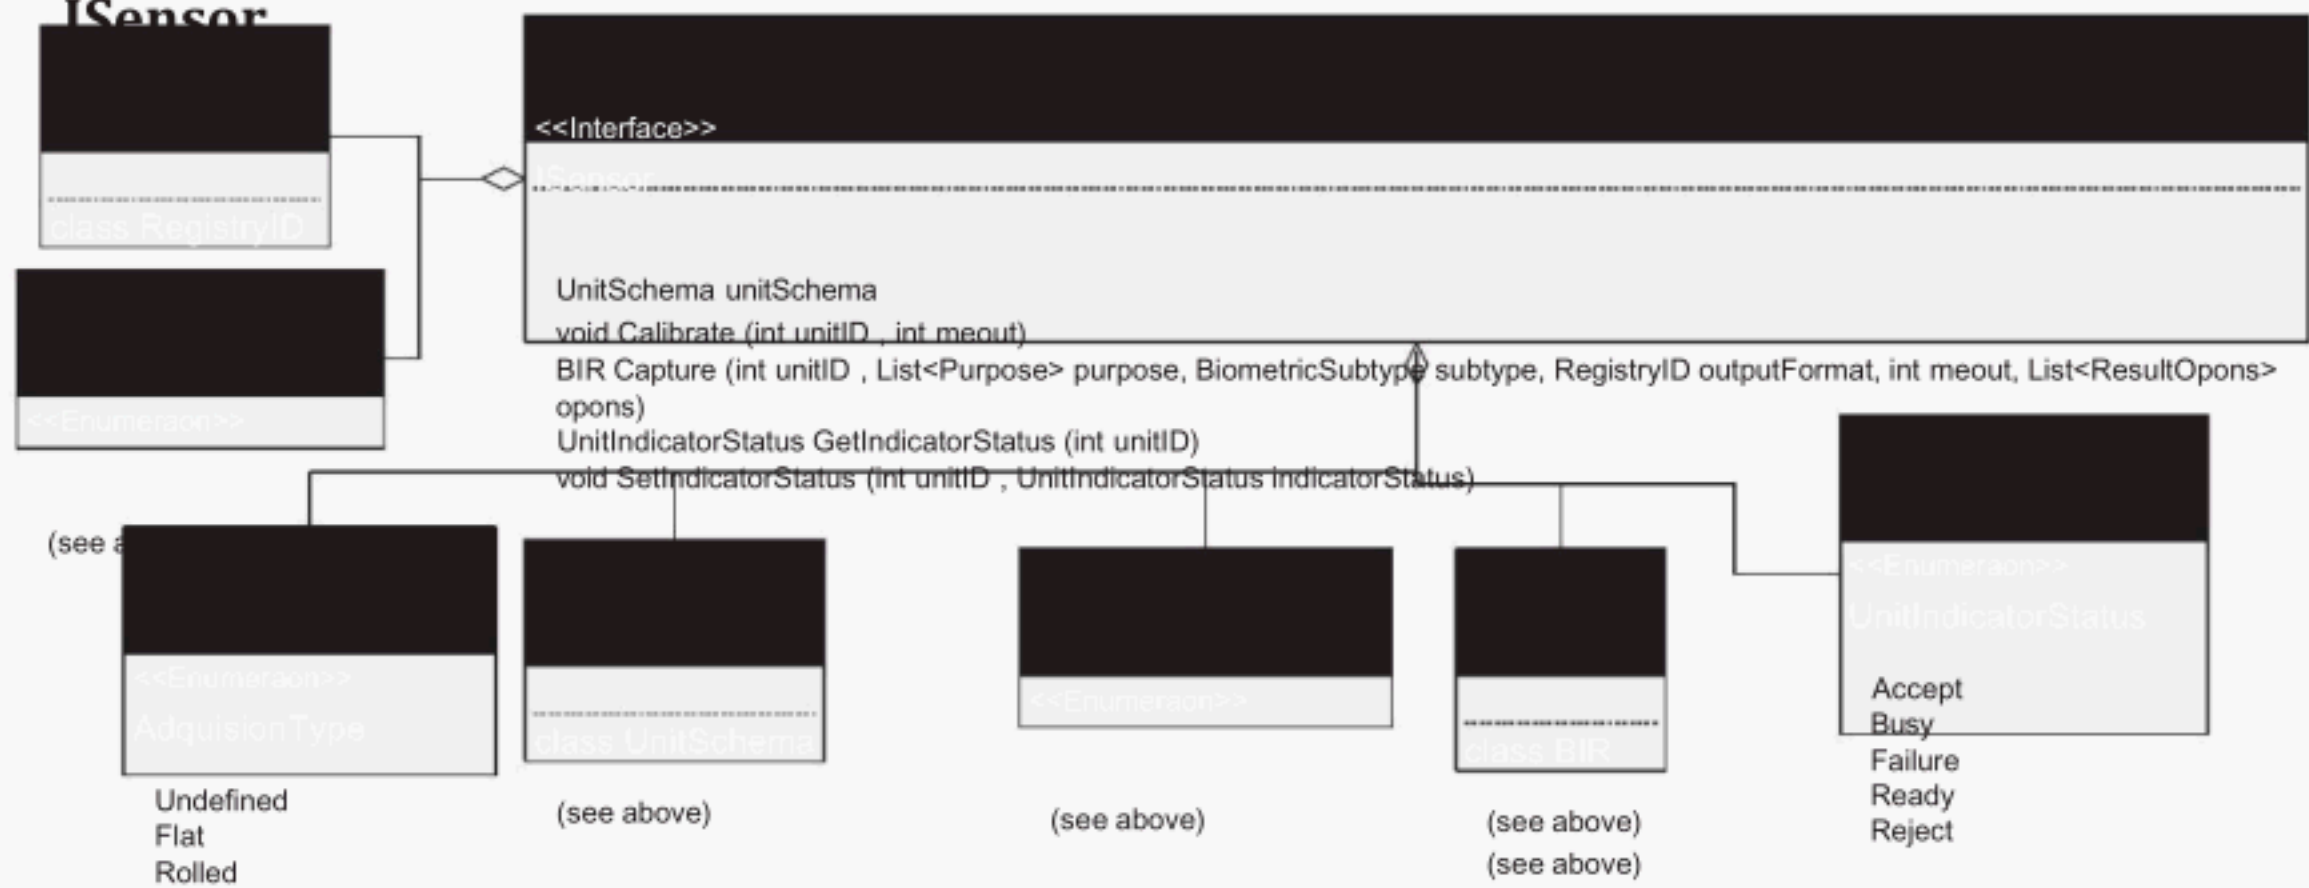 ISensor
<<Interface>>
ISensor
class RegistryID
UnitSchema unitSchema
void Calibrate (int unitID , int meout)
BIR Capture (int unitID , List<Purpose> purpose, BiometricSubtype subtype, RegistryID outputFormat, int meout, List<ResultOpons>
opons)
<<Enumeraon>>
UnitIndicatorStatus GetIndicatorStatus (int unitID)
void SetIndicatorStatus (int unitID , UnitIndicatorStatus indicatorStatus)
(see a
<<Enumeraon>>
AdquisionType
Undefined
Flat
Rolled
class UnitSchema
(see above)
<<Enumeraon>>
(see above)
class BIR
(see above)
(see above)
<<Enumeraon>>
UnitIndicatorStatus
Accept
Busy
Failure
Ready
Reject